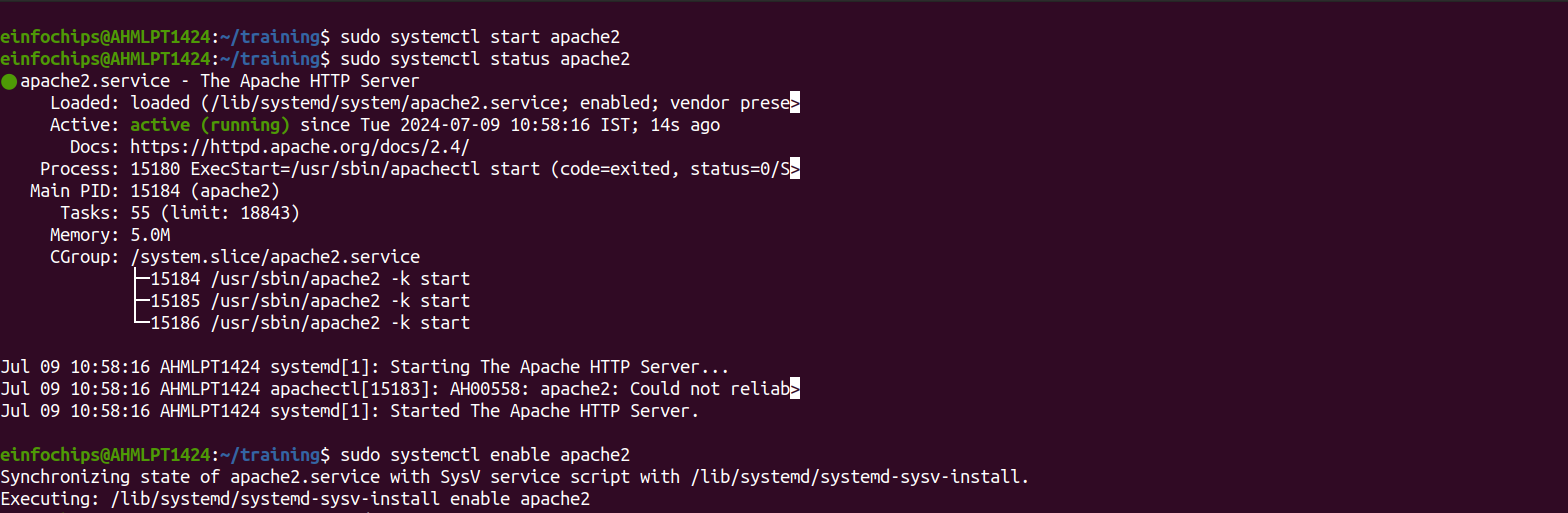 einfochips@AHMLPT1424:~/training$ sudo systemctl start apache2
einfochips@AHMLPT1424:~/training$ sudo systemctl status apache2
●apache2.service - The Apache HTTP Server
     Loaded: loaded (/lib/systemd/system/apache2.service; enabled; vendor prese>
     Active: active (running) since Tue 2024-07-09 10:58:16 IST; 14s ago
       Docs: https://httpd.apache.org/docs/2.4/
    Process: 15180 ExecStart=/usr/sbin/apachectl start (code=exited, status=0/S>
   Main PID: 15184 (apache2)
      Tasks: 55 (limit: 18843)
     Memory: 5.0M
     CGroup: /system.slice/apache2.service
             ├─15184 /usr/sbin/apache2 -k start
             ├─15185 /usr/sbin/apache2 -k start
             └─15186 /usr/sbin/apache2 -k start
Jul 09 10:58:16 AHMLPT1424 systemd[1]: Starting The Apache HTTP Server...
Jul 09 10:58:16 AHMLPT1424 apachectl[15183]: AH00558: apache2: Could not reliab>
Jul 09 10:58:16 AHMLPT1424 systemd[1]: Started The Apache HTTP Server.
einfochips@AHMLPT1424:~/training$ sudo systemctl enable apache2
Synchronizing state of apache2.service with SysV service script with /lib/systemd/systemd-sysv-install.
Executing: /lib/systemd/systemd-sysv-install enable apache2